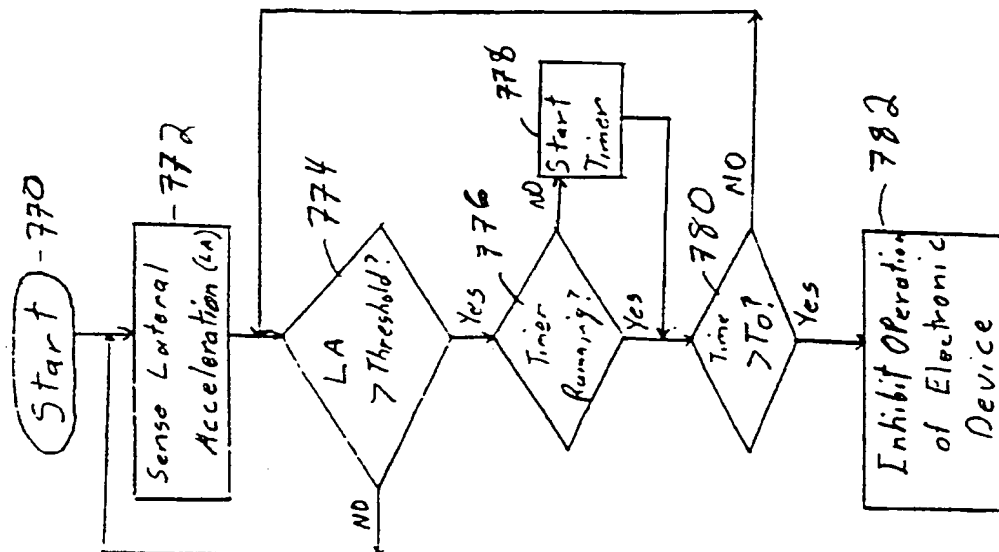 Start
770
Sense Lateral
Acceleration (LA)
772
LA
> Threshold?
774
NO
Yes
Timer
Running?
776
NO
Start
Timer
778
Yes
Time
> To?
780
NO
Yes
Inhibit OPeration
of Electronic
Device
782